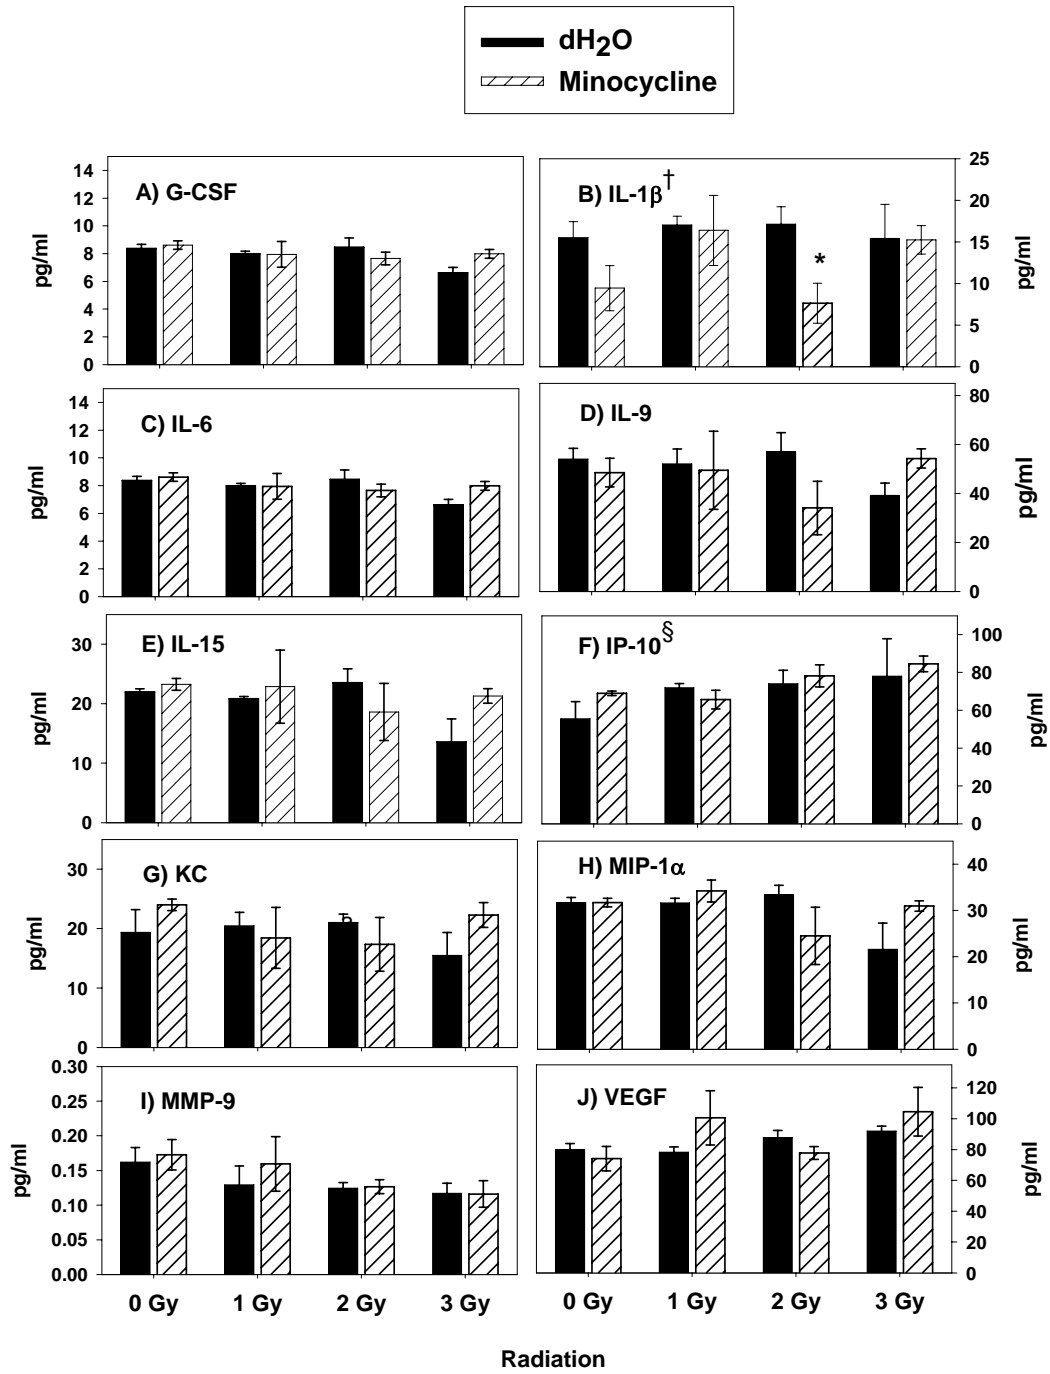 dH2O
Minocycline
A) G-CSF
pg/ml
14
12
10
8
6
4
2
0
B) IL-1β†
*
pg/ml
25
20
15
10
5
0
C) IL-6
pg/ml
14
12
10
8
6
4
2
0
D) IL-9
pg/ml
80
60
40
20
0
E) IL-15
pg/ml
30
20
10
0
F) IP-10§
pg/ml
100
80
60
40
20
0
G) KC
pg/ml
30
20
10
0
H) MIP-1α
pg/ml
40
30
20
10
0
I) MMP-9
pg/ml
0.30
0.25
0.20
0.15
0.10
0.05
0.00
J) VEGF
pg/ml
120
100
80
60
40
20
0
0 Gy 1 Gy 2 Gy 3 Gy
0 Gy 1 Gy 2 Gy 3 Gy
Radiation